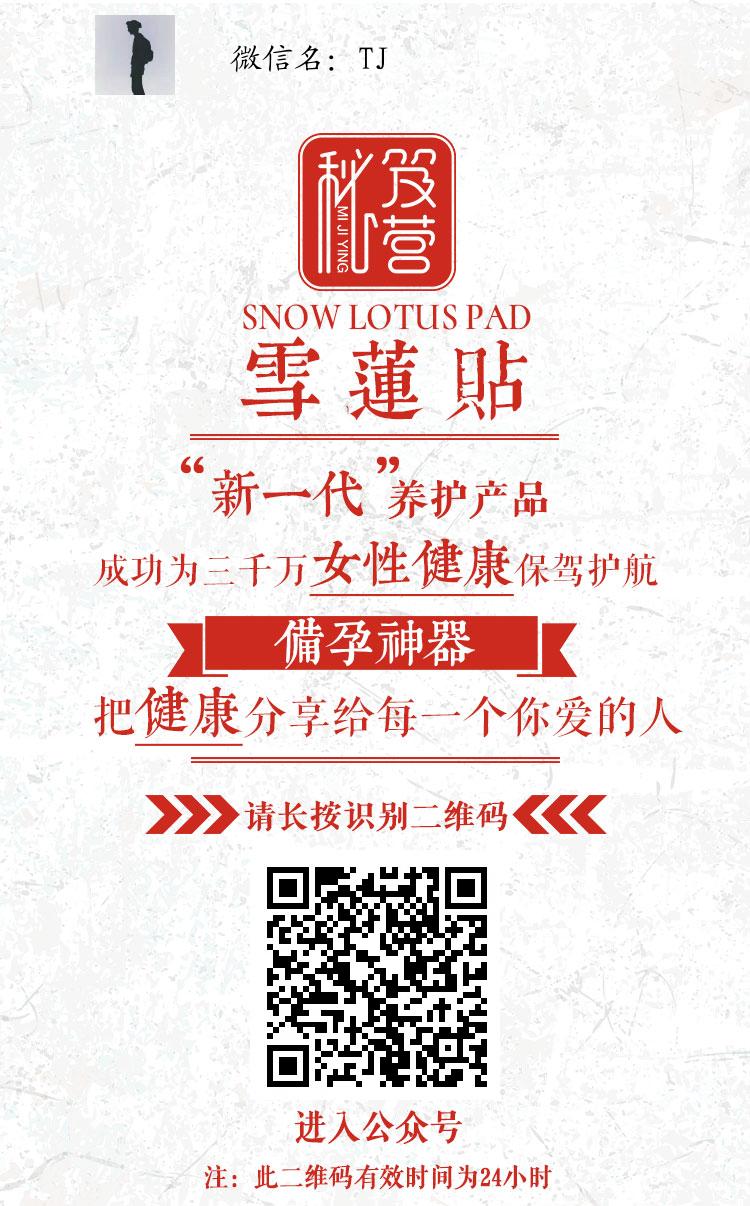 微信名：TJ
秘笈营
MI JI YING
SNOW LOTUS PAD
雪蓮貼
“新一代”养护产品
成功为三千万女性健康保驾护航
備孕神器
把健康分享给每一个你爱的人
请长按识别二维码
进入公众号
注：此二维码有效时间为24小时